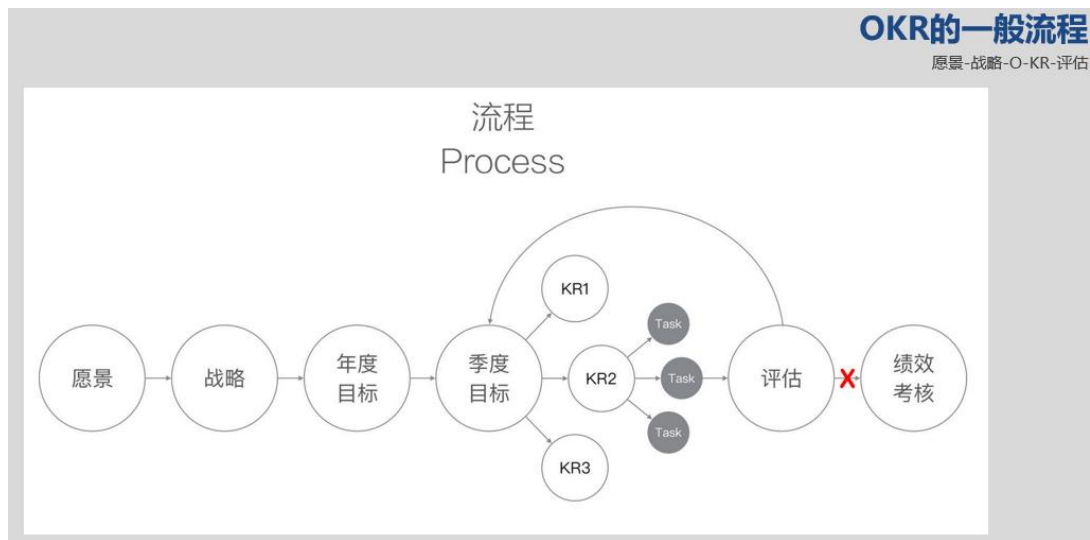 OKR的一般流程
愿景-战略-O-KR-评估
流程
Process
愿景
战略
年度
目标
季度
目标
KR1
KR2
KR3
Task
Task
Task
评估
X
绩效
考核